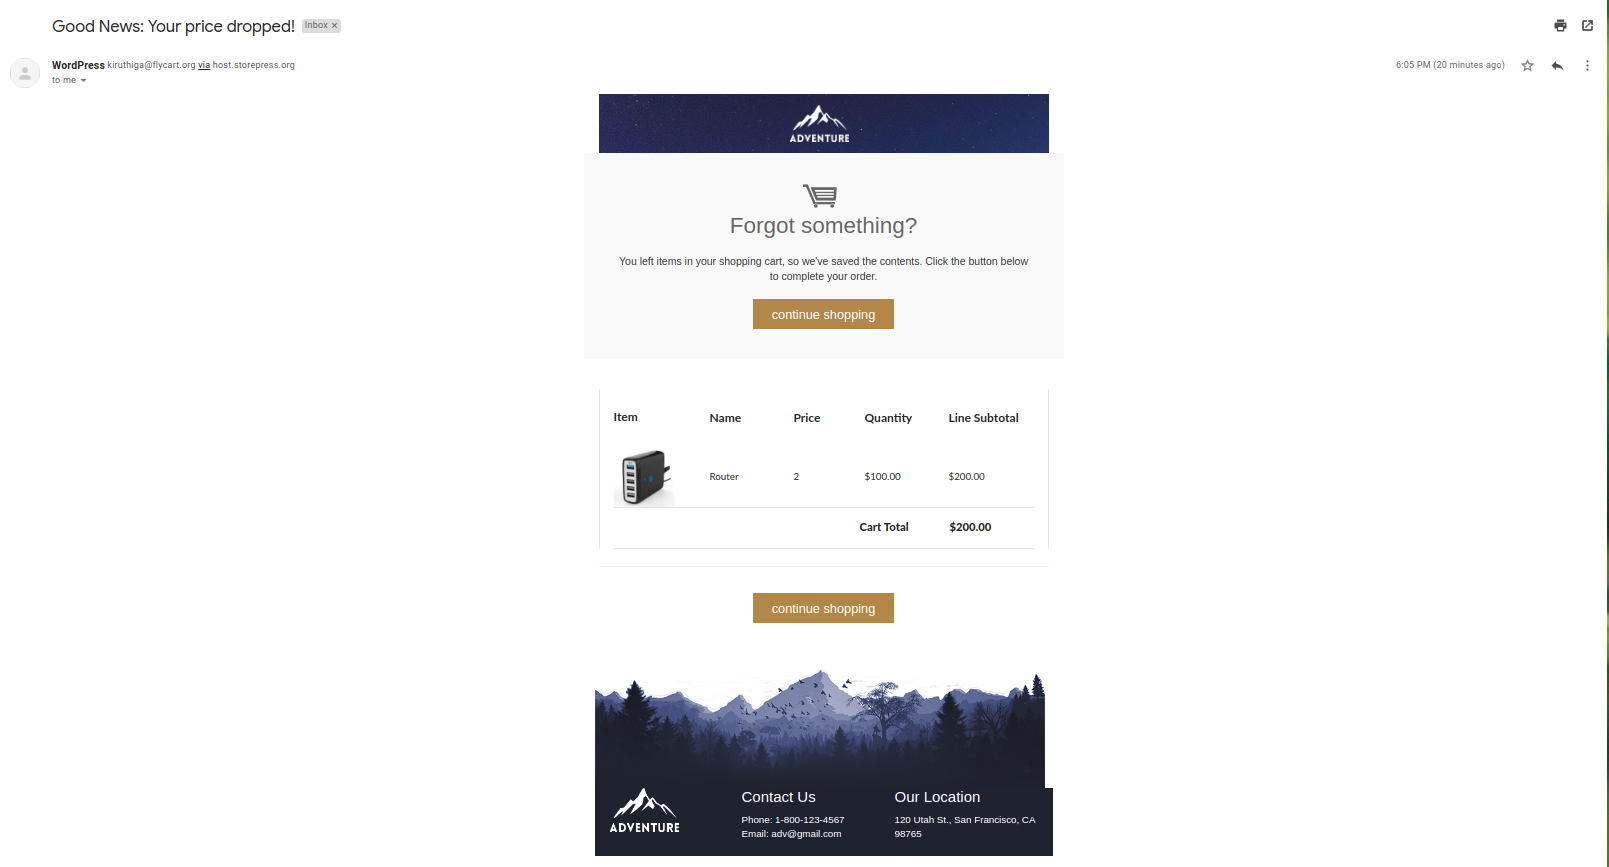 Good News: Your price dropped! Inbox ×
WordPress kiruthiga@flycart.org via host.storepress.org
to me
6:05 PM (20 minutes ago)
ADVENTURE
Forgot something?
You left items in your shopping cart, so we've saved the contents. Click the button below
to complete your order.
continue shopping
Item Name Price Quantity Line Subtotal
Router 2 $100.00 $200.00
Cart Total $200.00
continue shopping
ADVENTURE
Contact Us
Phone: 1-800-123-4567
Email: adv@gmail.com
Our Location
120 Utah St., San Francisco, CA
98765